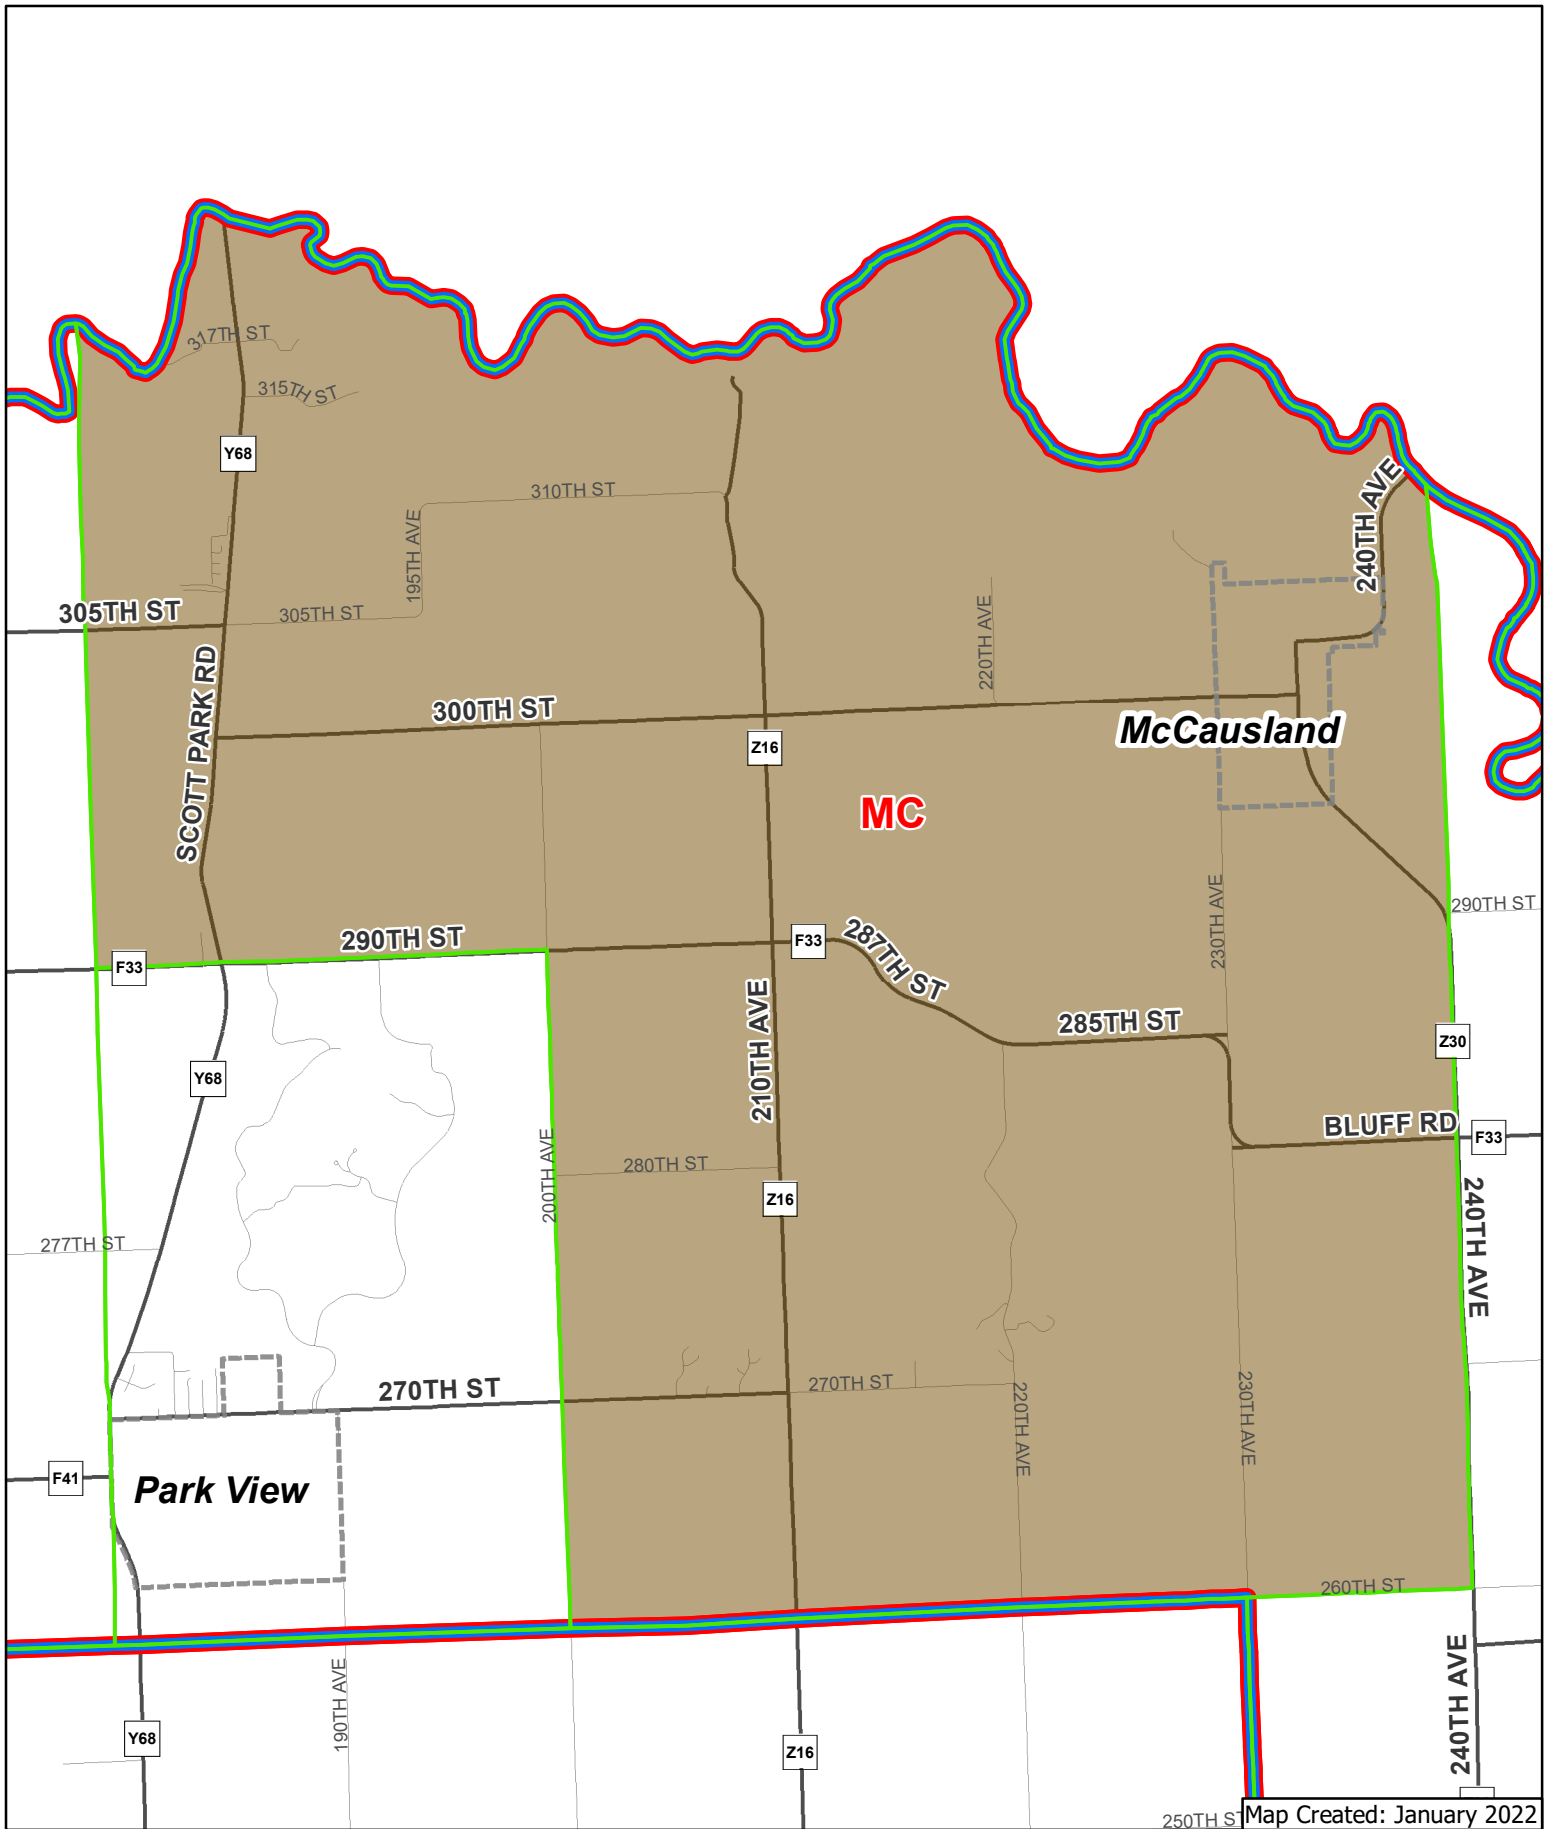 317TH ST
315TH ST
Y68
310TH ST
195TH AVE
240TH AVE
305TH ST
305TH ST
220TH AVE
SCOTT PARK RD
300TH ST
McCausland
Z16
MC
230TH AVE
290TH ST
290TH ST
F33
F33
287TH ST
210TH AVE
285TH ST
Z30
Y68
BLUFF RD
F33
200TH AVE
280TH ST
Z16
240TH AVE
277TH ST
270TH ST
270TH ST
220TH AVE
230TH AVE
F41
Park View
260TH ST
190TH AVE
240TH AVE
Y68
Z16
250TH ST
Map Created: January 2022